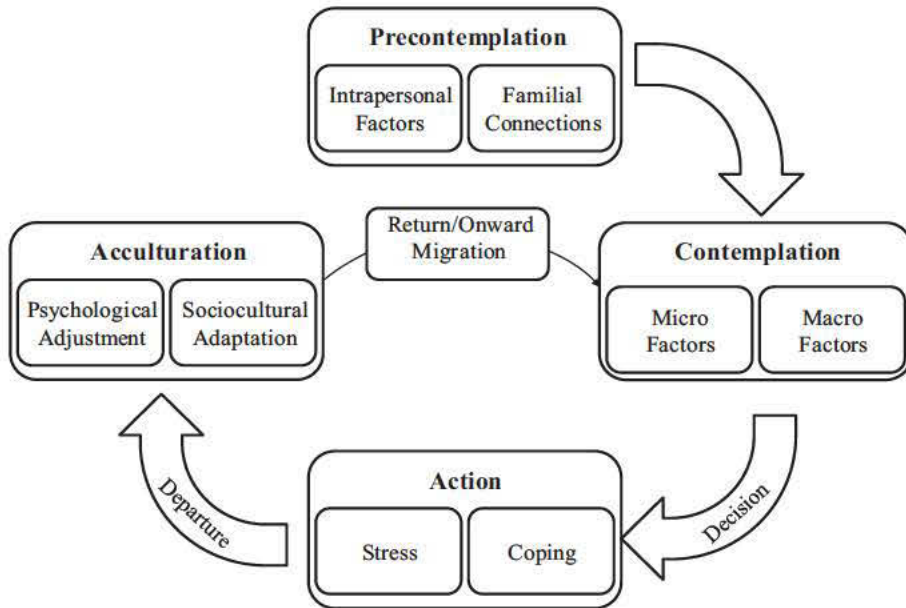 Precontemplation
Intrapersonal
Factors
Familial
Connections
Return/Onward
Migration
Acculturation
Psychological
Adjustment
Sociocultural
Adaptation
Contemplation
Micro
Factors
Macro
Factors
Decision
Action
Stress
Coping
Departure